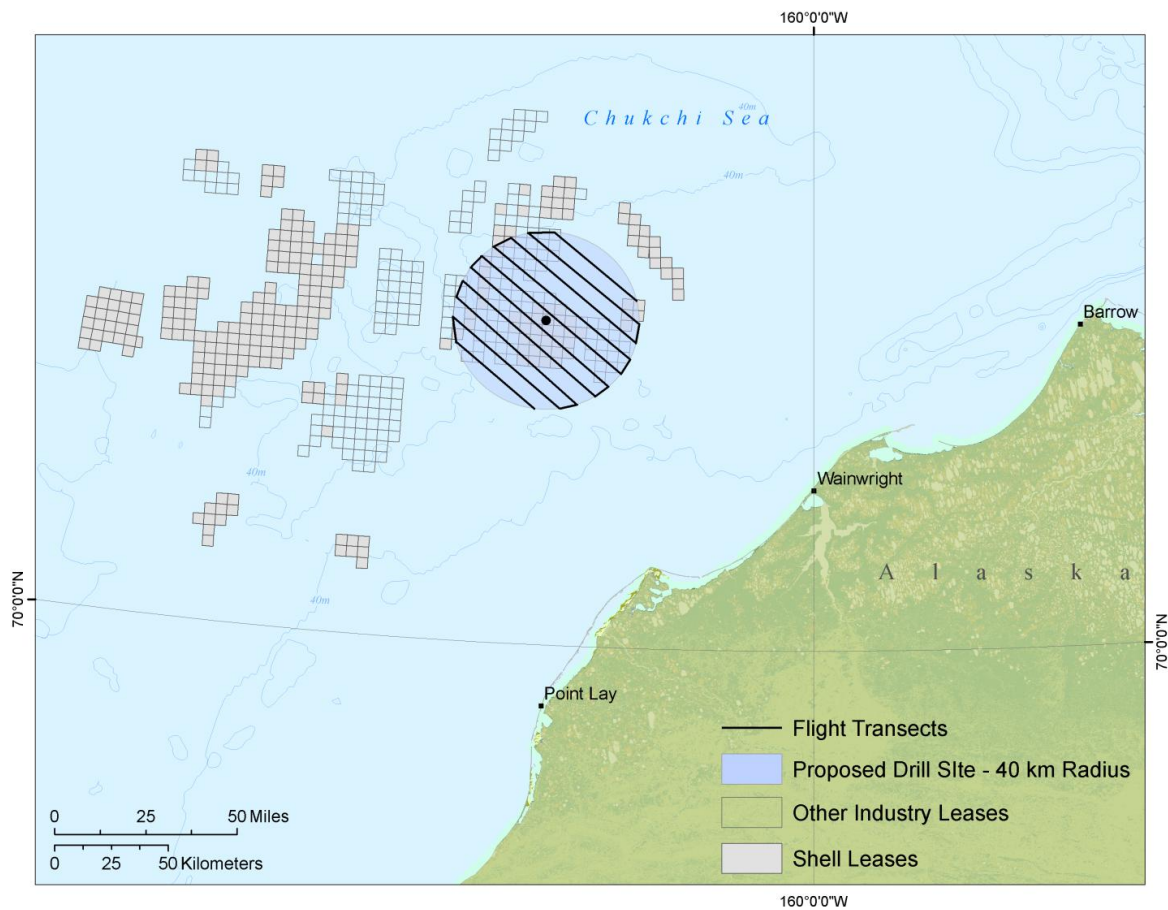 160°0'0"W
Chukchi Sea
40m
40m
Barrow
Wainwright
40m
Alaska
40m
70°0'0"N
70°0'0"N
Point Lay
Flight Transects
Proposed Drill SIte - 40 km Radius
Other Industry Leases
Shell Leases
0 25 50 Miles
0 25 50 Kilometers
160°0'0"W